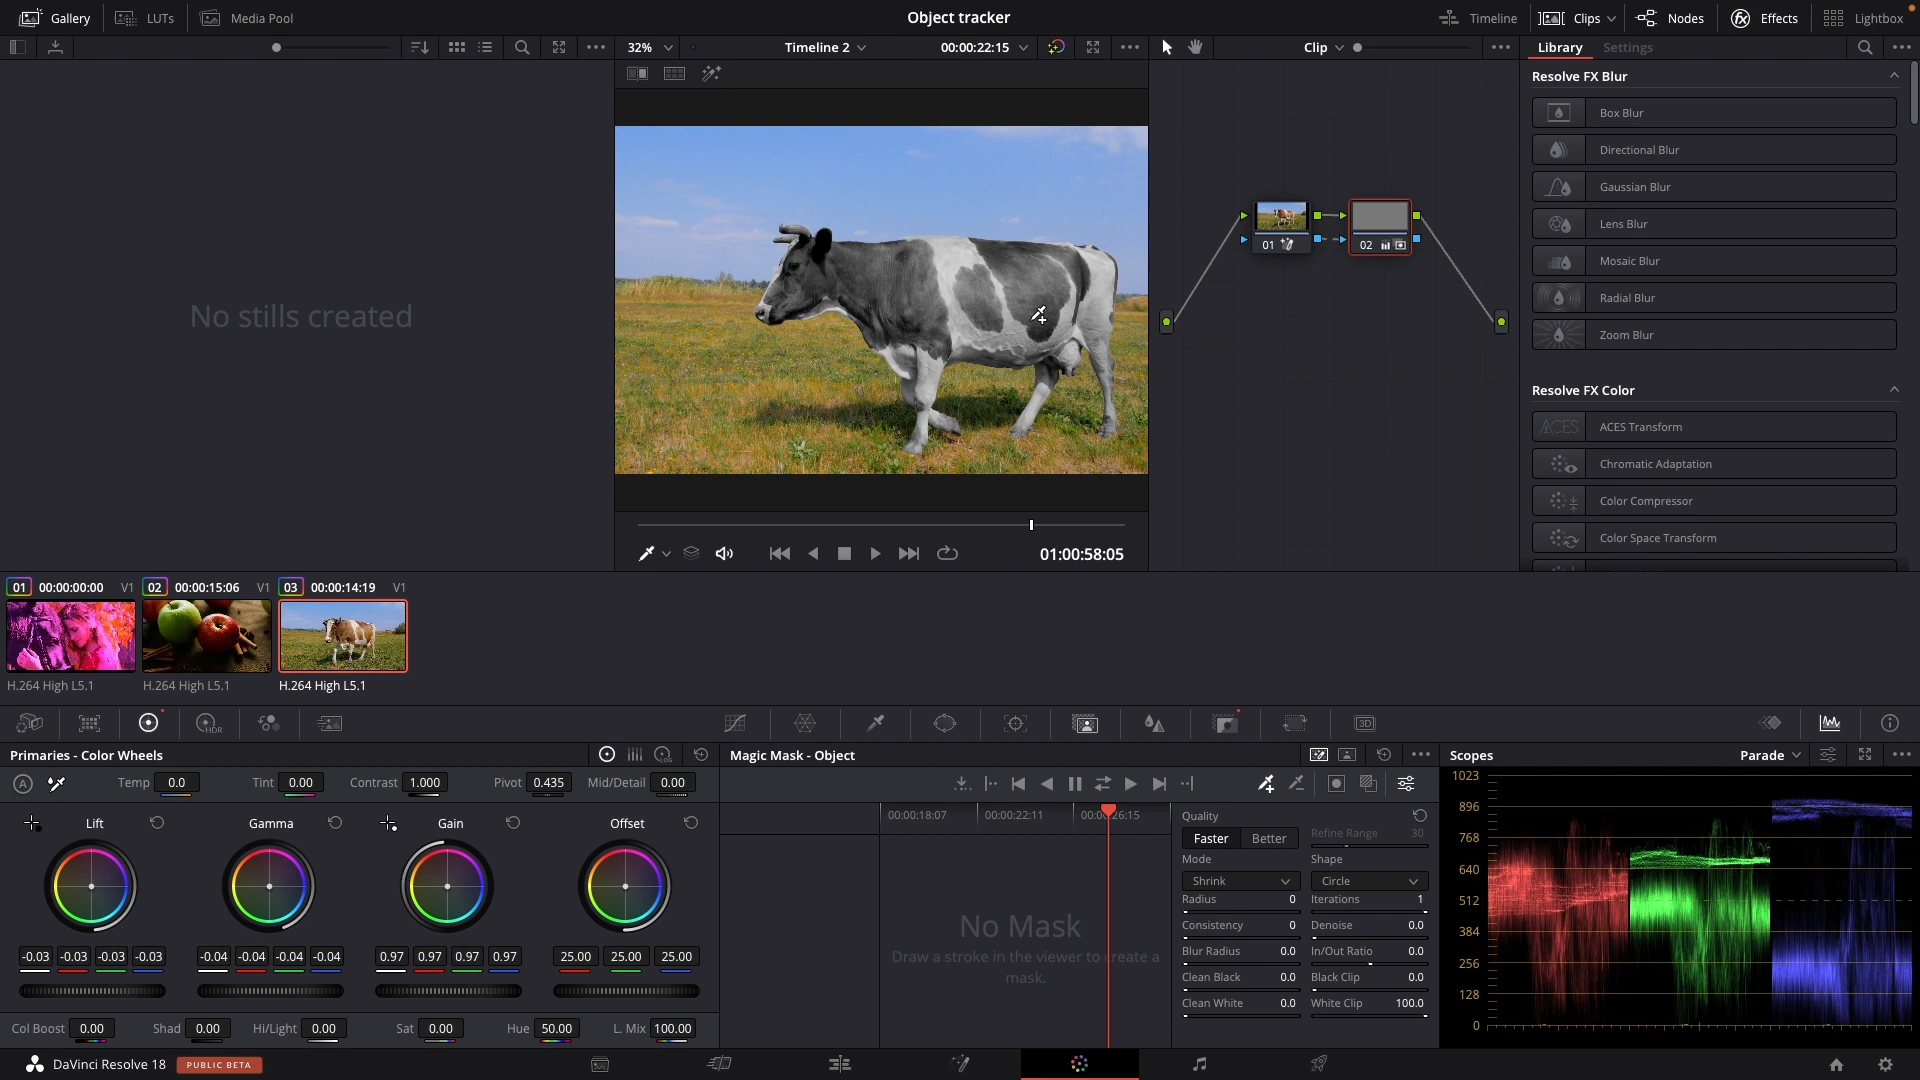 Gallery LUTs Media Pool Object tracker Timeline Clips Nodes Effects Lightbox
32% Timeline 2 00:00:22:15 Clip Library Settings
Resolve FX Blur
Box Blur
Directional Blur
Gaussian Blur
Lens Blur
Mosaic Blur
Radial Blur
Zoom Blur
01 02
No stills created
Resolve FX Color
ACES ACES Transform
Chromatic Adaptation
Color Compressor
Color Space Transform
01:00:58:05
01 00:00:00:00 V1 02 00:00:15:06 V1 03 00:00:14:19 V1
H.264 High L5.1 H.264 High L5.1 H.264 High L5.1
HDR 3D
Primaries - Color Wheels LOG Magic Mask - Object Scopes Parade
A Temp 0.0 Tint 0.00 Contrast 1.000 Pivot 0.435 Mid/Detail 0.00
Lift Gamma Gain Offset
-0.03 -0.03 -0.03 -0.03 -0.04 -0.04 -0.04 -0.04 0.97 0.97 0.97 0.97 25.00 25.00 25.00
Col Boost 0.00 Shad 0.00 Hi/Light 0.00 Sat 0.00 Hue 50.00 L. Mix 100.00
00:00:18:07 00:00:22:11 00:00:26:15
No Mask
Draw a stroke in the viewer to create a
mask.
Quality
Faster Better Refine Range 30
Mode Shape
Shrink Circle
Radius 0 Iterations 1
Consistency 0 Denoise 0.0
Blur Radius 0.0 In/Out Ratio 0.0
Clean Black 0.0 Black Clip 0.0
Clean White 0.0 White Clip 100.0
1023
896
768
640
512
384
256
128
0
DaVinci Resolve 18 PUBLIC BETA